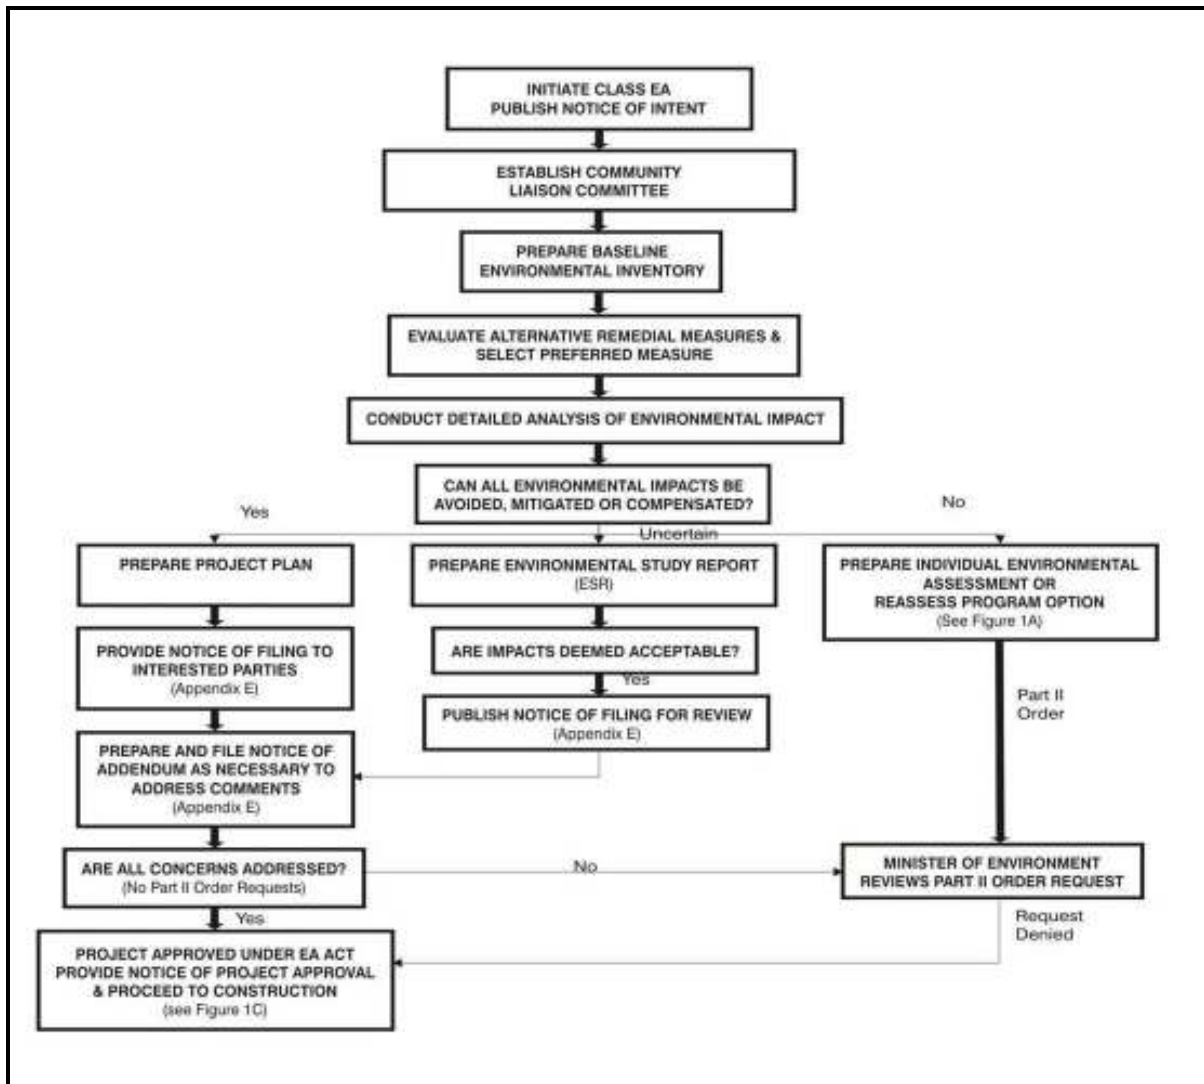 INITIATE CLASS EA
PUBLISH NOTICE OF INTENT
ESTABLISH COMMUNITY
LIAISON COMMITTEE
PREPARE BASELINE
ENVIRONMENTAL INVENTORY
EVALUATE ALTERNATIVE REMEDIAL MEASURES &
SELECT PREFERRED MEASURE
CONDUCT DETAILED ANALYSIS OF ENVIRONMENTAL IMPACT
CAN ALL ENVIRONMENTAL IMPACTS BE
AVOIDED, MITIGATED OR COMPENSATED?
Yes
Uncertain
No
PREPARE PROJECT PLAN
PREPARE ENVIRONMENTAL STUDY REPORT
(ESR)
PREPARE INDIVIDUAL ENVIRONMENTAL
ASSESSMENT OR
REASSESS PROGRAM OPTION
(See Figure 1A)
PROVIDE NOTICE OF FILING TO
INTERESTED PARTIES
(Appendix E)
ARE IMPACTS DEEMED ACCEPTABLE?
Yes
PUBLISH NOTICE OF FILING FOR REVIEW
(Appendix E)
Part II
Order
PREPARE AND FILE NOTICE OF
ADDENDUM AS NECESSARY TO
ADDRESS COMMENTS
(Appendix E)
ARE ALL CONCERNS ADDRESSED?
(No Part II Order Requests)
No
MINISTER OF ENVIRONMENT
REVIEWS PART II ORDER REQUEST
Yes
Request
Denied
PROJECT APPROVED UNDER EA ACT
PROVIDE NOTICE OF PROJECT APPROVAL
& PROCEED TO CONSTRUCTION
(see Figure 1C)